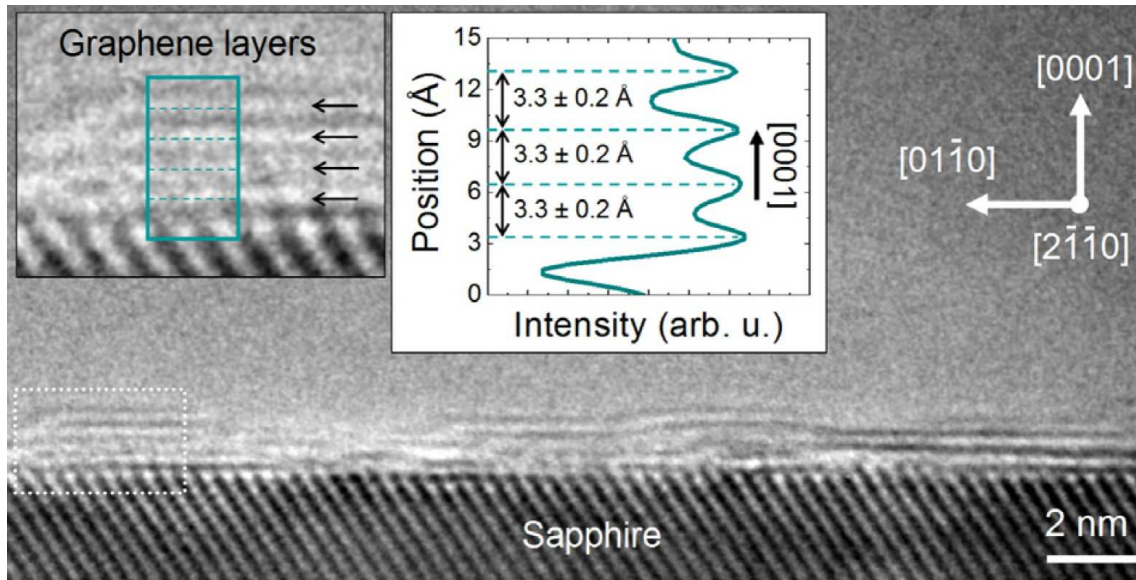 Graphene layers
15
12
9
6
3
0
Position (Å)
3.3 ± 0.2 Å
3.3 ± 0.2 Å
3.3 ± 0.2 Å
[0001]
Intensity (arb. u.)
[0001]
[011̄0]
[21̄1̄0]
Sapphire
2 nm